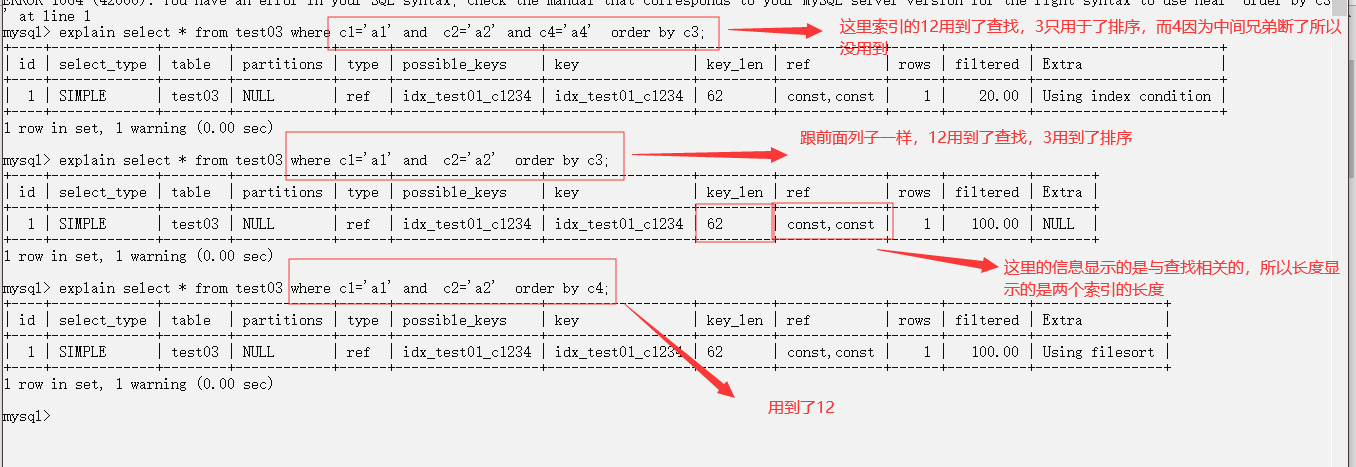 ERROR 1064 (42000): You have an error in your SQL syntax; check the manual that corresponds to your MySQL server version for the right syntax to use near 'order by c3
' at line 1
mysql> explain select * from test03 where c1='a1' and  c2='a2' and c4='a4'  order by c3;
这里索引的12用到了查找，3只用于了排序，而4因为中间兄弟断了所以
没用到
| id | select_type | table | partitions | type | possible_keys | key | key_len | ref | rows | filtered | Extra |
| 1 | SIMPLE | test03 | NULL | ref | idx_test01_c1234 | idx_test01_c1234 | 62 | const,const | 1 | 20.00 | Using index condition |
1 row in set, 1 warning (0.00 sec)
跟前面列子一样，12用到了查找，3用到了排序
mysql> explain select * from test03 where c1='a1' and  c2='a2'  order by c3;
| id | select_type | table | partitions | type | possible_keys | key | key_len | ref | rows | filtered | Extra |
| 1 | SIMPLE | test03 | NULL | ref | idx_test01_c1234 | idx_test01_c1234 | 62 | const,const | 1 | 100.00 | NULL |
1 row in set, 1 warning (0.00 sec)
这里的信息显示的是与查找相关的，所以长度显
示的是两个索引的长度
mysql> explain select * from test03 where c1='a1' and  c2='a2'  order by c4;
| id | select_type | table | partitions | type | possible_keys | key | key_len | ref | rows | filtered | Extra |
| 1 | SIMPLE | test03 | NULL | ref | idx_test01_c1234 | idx_test01_c1234 | 62 | const,const | 1 | 100.00 | Using filesort |
1 row in set, 1 warning (0.00 sec)
用到了12
mysql>